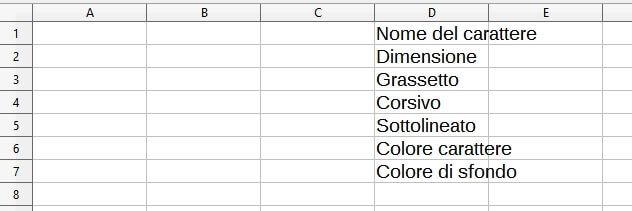 A B C D E
1 Nome del carattere
2 Dimensione
3 Grassetto
4 Corsivo
5 Sottolineato
6 Colore carattere
7 Colore di sfondo
8